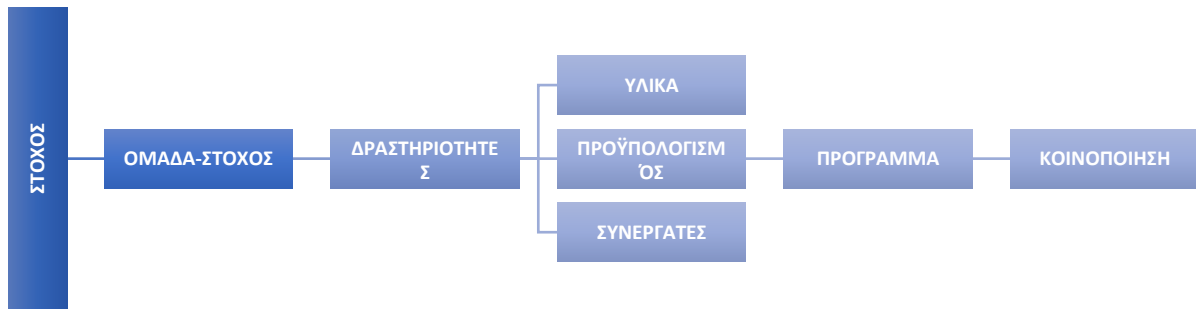 ΣΤΟΧΟΣ
ΟΜΑΔΑ-ΣΤΟΧΟΣ
ΔΡΑΣΤΗΡΙΟΤΗΤΕ
Σ
ΥΛΙΚΑ
ΠΡΟΫΠΟΛΟΓΙΣΜ
ΌΣ
ΣΥΝΕΡΓΑΤΕΣ
ΠΡΟΓΡΑΜΜΑ
ΚΟΙΝΟΠΟΙΗΣΗ